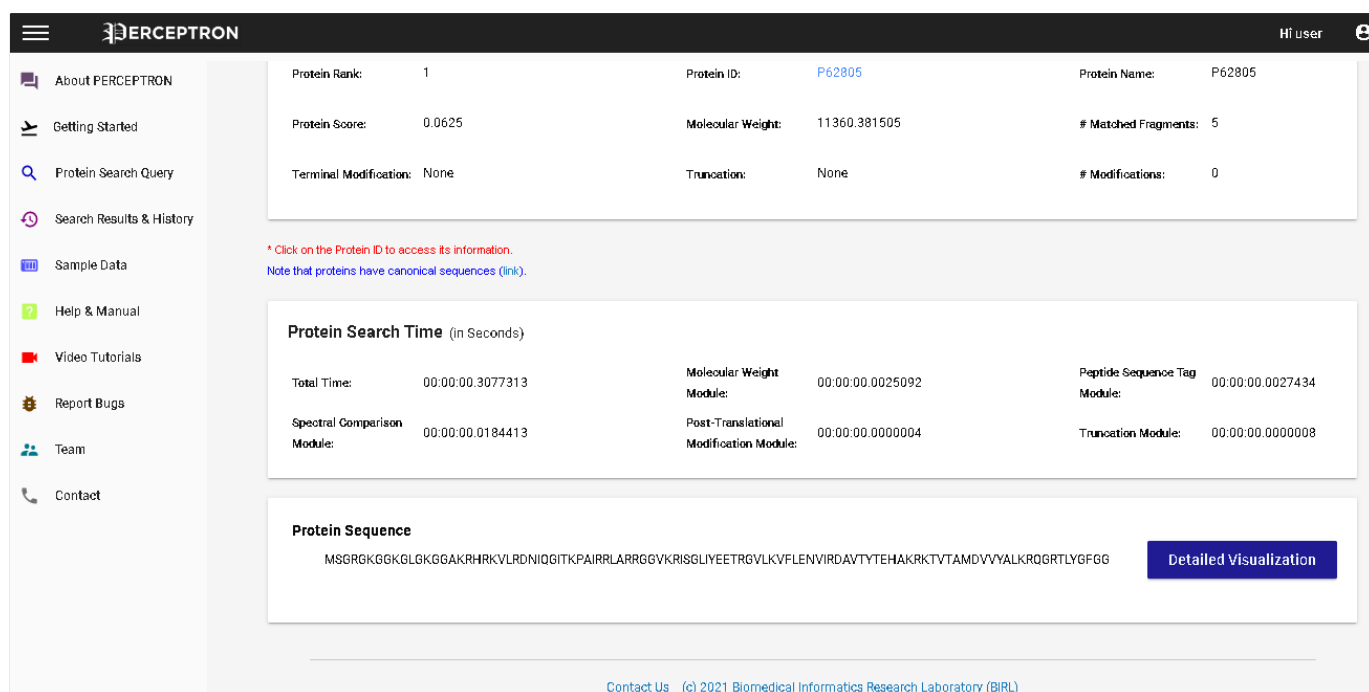 PERCEPTRON
Hi user
About PERCEPTRON
Getting Started
Protein Search Query
Search Results & History
Sample Data
Help & Manual
Video Tutorials
Report Bugs
Team
Contact
Protein Rank: 1 Protein ID: P62805 Protein Name: P62805
Protein Score: 0.0625 Molecular Weight: 11360.381505 # Matched Fragments: 5
Terminal Modification: None Truncation: None # Modifications: 0
* Click on the Protein ID to access its information.
Note that proteins have canonical sequences (link).
Protein Search Time (in Seconds)
Total Time: 00:00:00.3077313 Molecular Weight Module: 00:00:00.0025092 Peptide Sequence Tag Module: 00:00:00.0027434
Spectral Comparison Module: 00:00:00.0184413 Post-Translational Modification Module: 00:00:00.0000004 Truncation Module: 00:00:00.0000008
Protein Sequence
MSGRGKGGKGLGKGGAKRHRKVLRDNIQGITKPAIRRLARRGGVKRISGLIYEETRGVLKVFLENVIRDAVTYTEHAKRKTVTAMDVVYALKRQGRTLYGFGG
Detailed Visualization
Contact Us (c) 2021 Biomedical Informatics Research Laboratory (BIRL)